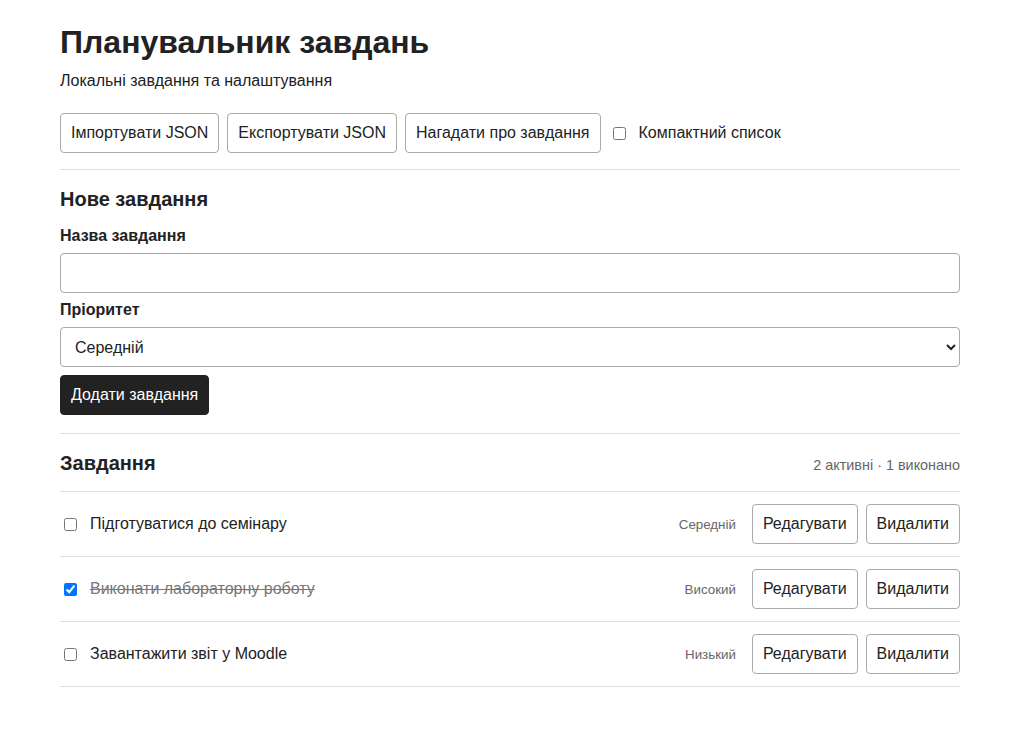 Планувальник завдань
Локальні завдання та налаштування
Імпортувати JSON Експортувати JSON Нагадати про завдання Компактний список
Нове завдання
Назва завдання
Пріоритет
Середній
Додати завдання
Завдання 2 активні · 1 виконано
Підготуватися до семінару Середній Редагувати Видалити
Виконати лабораторну роботу Високий Редагувати Видалити
Завантажити звіт у Moodle Низький Редагувати Видалити